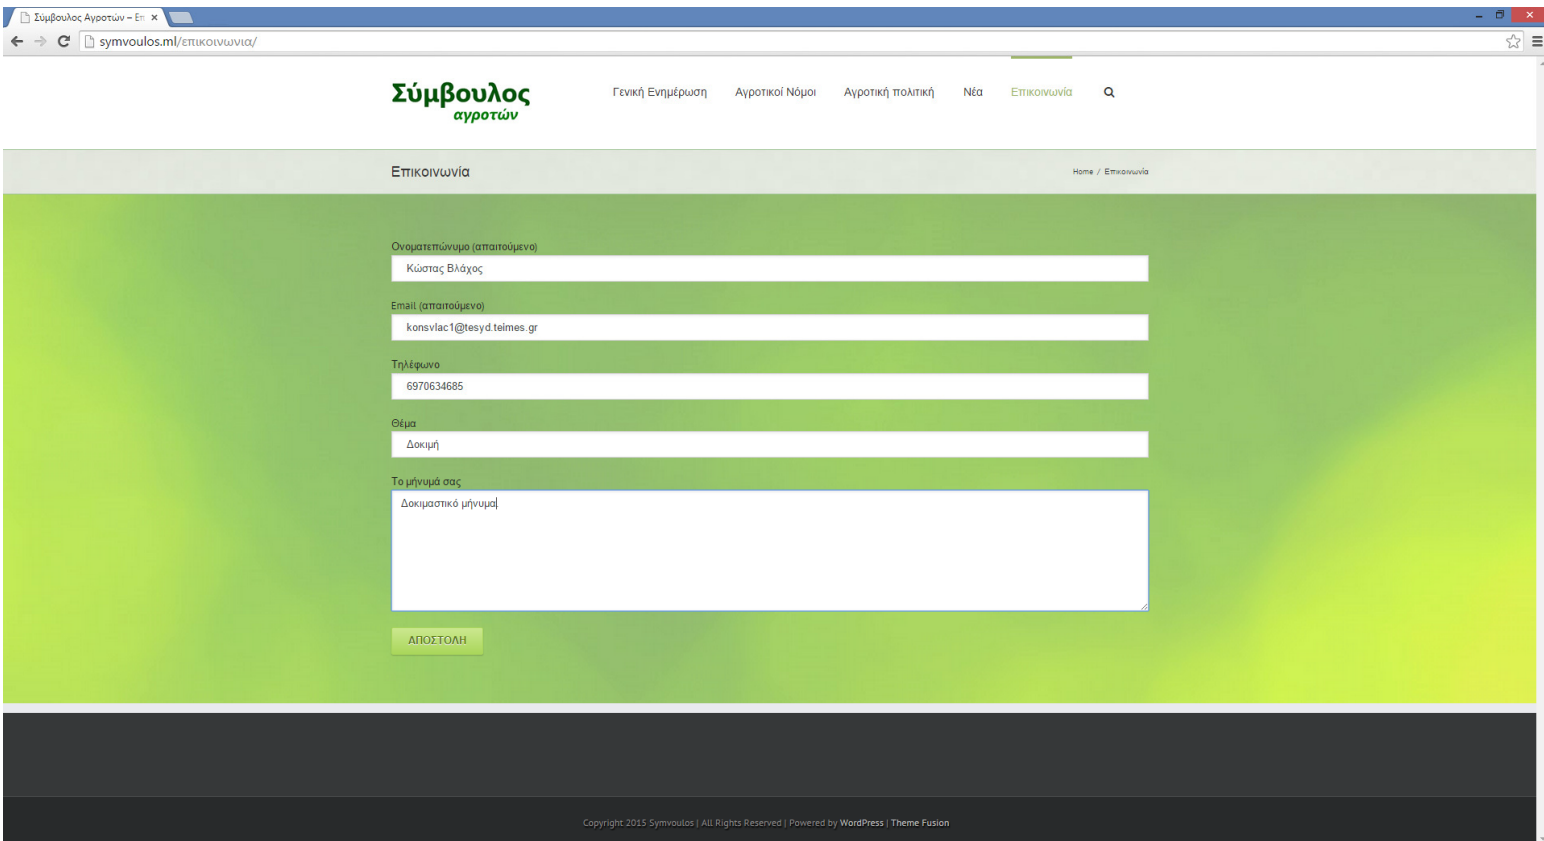 Σύμβουλος Αγροτών – Επ
symvoulos.ml/επικοινωνια/
Σύμβουλος
αγροτών
Γενική Ενημέρωση Αγροτικοί Νόμοι Αγροτική πολιτική Νέα Επικοινωνία
Επικοινωνία
Home / Επικοινωνία
Ονοματεπώνυμο (απαιτούμενο)
Κώστας Βλάχος
Email (απαιτούμενο)
konsvlac1@tesyd.teimes.gr
Τηλέφωνο
6970634685
Θέμα
Δοκιμή
Το μήνυμά σας
Δοκιμαστικό μήνυμα
ΑΠΟΣΤΟΛΗ
Copyright 2015 Symvoulos | All Rights Reserved | Powered by WordPress | Theme Fusion